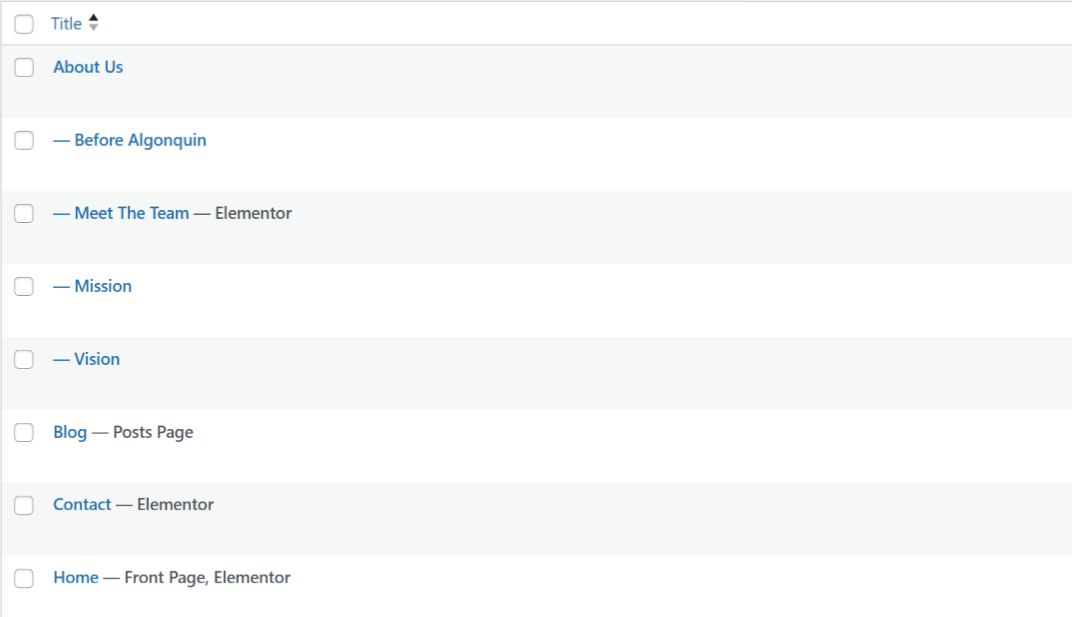 Title
About Us
— Before Algonquin
— Meet The Team — Elementor
— Mission
— Vision
Blog — Posts Page
Contact — Elementor
Home — Front Page, Elementor